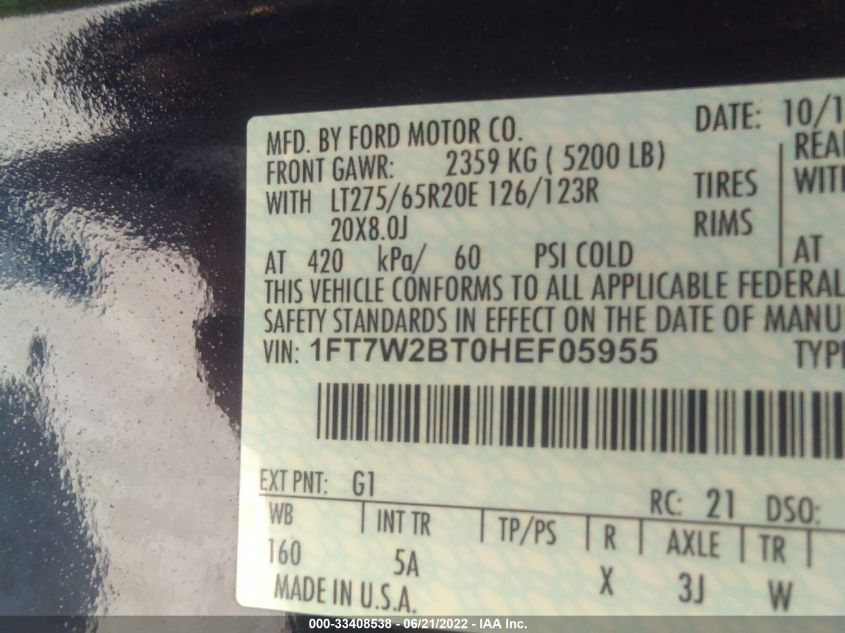 MFD. BY FORD MOTOR CO. DATE: 10/1
FRONT GAWR: 2359 KG ( 5200 LB) REA
WITH LT275/65R20E 126/123R TIRES WIT
20X8.0J RIMS
AT 420 kPa/ 60 PSI COLD AT
THIS VEHICLE CONFORMS TO ALL APPLICABLE FEDERAL
SAFETY STANDARDS IN EFFECT ON THE DATE OF MANU
VIN: 1FT7W2BT0HEF05955 TYP
EXT PNT: G1 RC: 21 DSO:
WB INT TR TP/PS R AXLE TR
160 5A X 3J W
MADE IN U.S.A.
000-33408538 - 06/21/2022 - IAA Inc.